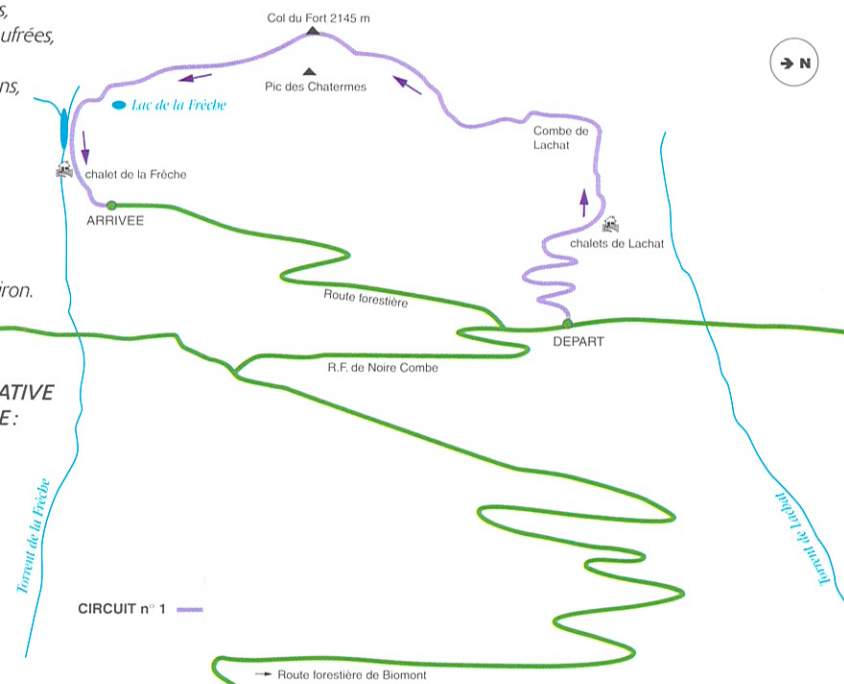 s,
ufrées,
ns,
iron.
ATIVE
E:
Col du Fort 2145 m
N
Pic des Chatermes
Lac de la Frêche
Combe de
Lachat
chalet de la Frêche
ARRIVEE
chalets de Lachat
Route forestière
DEPART
R.F. de Noire Combe
Torrent de la Frêche
Torrent de Lachat
CIRCUIT n° 1
Route forestière de Biomont